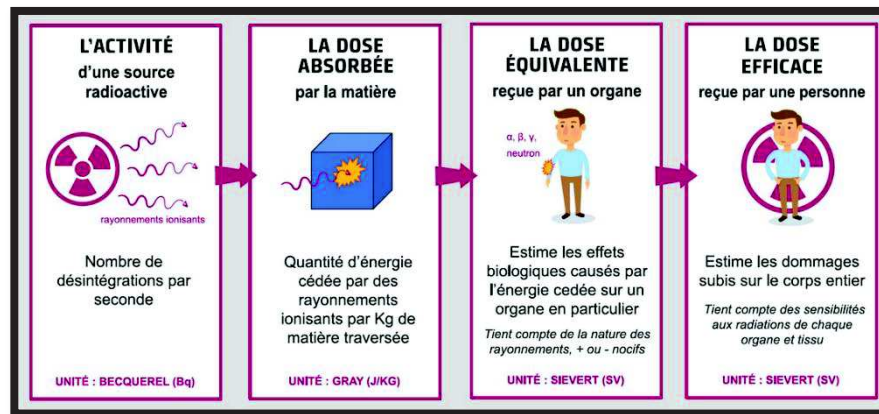 L'ACTIVITÉ
d'une source
radioactive
rayonnements ionisants
Nombre de
désintégrations par
seconde
UNITÉ : BECQUEREL (Bq)
LA DOSE
ABSORBÉE
par la matière
Quantité d'énergie
cédée par des
rayonnements
ionisants par Kg de
matière traversée
UNITÉ : GRAY (J/KG)
LA DOSE
ÉQUIVALENTE
reçue par un organe
α, β, γ,
neutron
Estime les effets
biologiques causés par
l'énergie cedée sur un
organe en particulier
Tient compte de la nature des
rayonnements, + ou - nocifs
UNITÉ : SIEVERT (SV)
LA DOSE
EFFICACE
reçue par une personne
Estime les dommages
subis sur le corps entier
Tient compte des sensibilités
aux radiations de chaque
organe et tissu
UNITÉ : SIEVERT (SV)